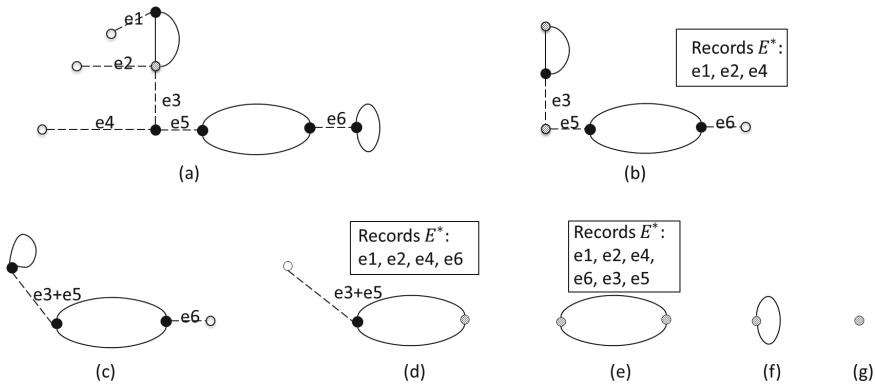 e1
e2
e3
e4
e5
e6
(a)
Records E*:
e1, e2, e4
e3
e5
e6
(b)
e3+e5
e6
(c)
Records E*:
e1, e2, e4, e6
e3+e5
(d)
Records E*:
e1, e2, e4,
e6, e3, e5
(e)
(f)
(g)